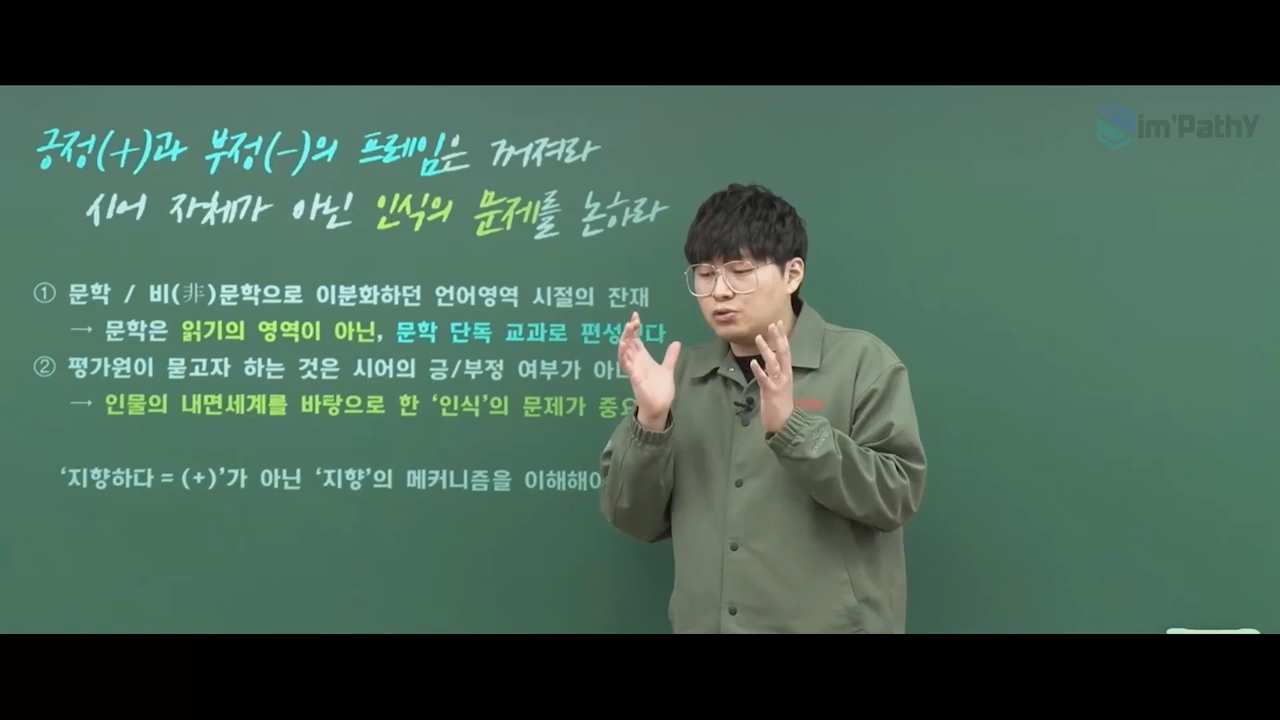 im'PathY
긍정(+)과 부정(-)의 프레임은 꺼져라
시어 자체가 아닌 인식의 문제를 논하라
① 문학 / 비(非)문학으로 이분화하던 언어영역 시절의 잔재
→ 문학은 읽기의 영역이 아닌, 문학 단독 교과로 편성
② 평가원이 묻고자 하는 것은 시어의 긍/부정 여부가
→ 인물의 내면세계를 바탕으로 한 '인식'의 문제가
'지향하다 = (+)'가 아닌 '지향'의 메커니즘을